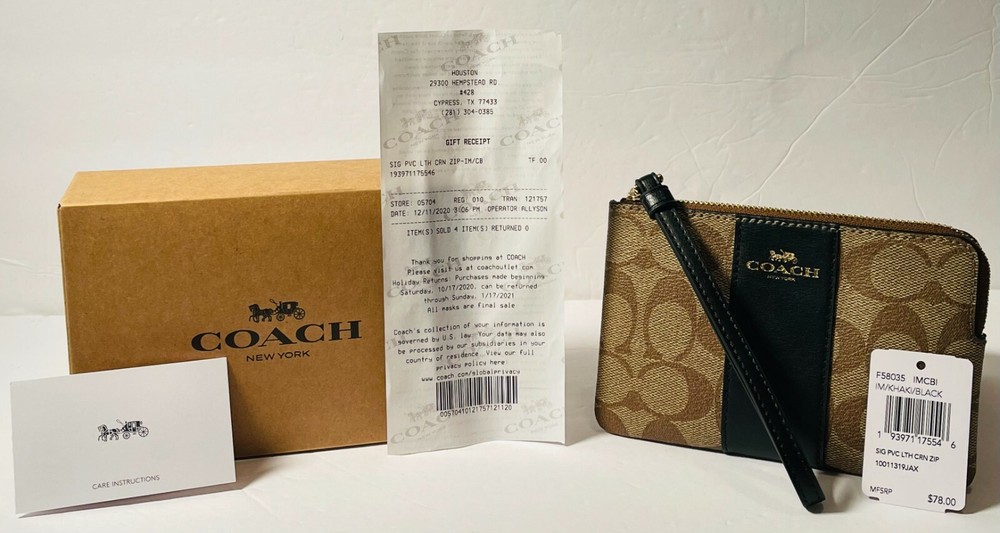 COACH
NEW YORK
CARE INSTRUCTIONS
COACH
HOUSTON
29300 HEMPSTEAD RD
#428
CYPRESS, TX 77433
(281) 304-0385
COACH
GIFT RECEIPT
SIG PVC LTH CRN ZIP-IM/CB TF 00
193971175546
STORE: 05704 REG 010 TRAN: 121757
DATE: 12/11/2020 3:06 PM OPERATOR ALLYSON
ITEM(S) SOLD 4 ITEM(S) RETURNED 0
Thank you for shopping at COACH
Please visit us at coachoutlet.com
Holiday Returns: Purchases made beginning
Saturday, 10/17/2020, can be returned
through Sunday, 1/17/2021
All masks are final sale
Coach's collection of your information is
governed by U.S. law. Your data may also
be processed by our subsidiaries in your
country of residence. View our full
privacy policy here:
www.coach.com/globalprivacy
00570410121757121120
COACH
COACH
NEW YORK
F58035 IMCBI
IM/KHAKI/BLACK
1 93971 17554 6
SIG PVC LTH CRN ZIP
10011319JAX
MFSRP
$78.00